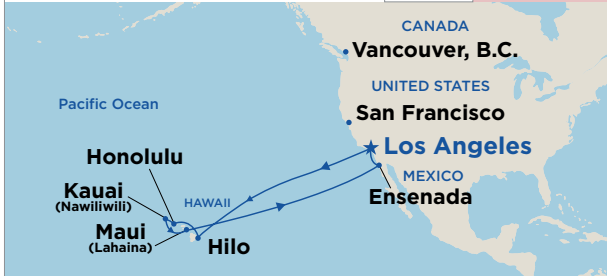 CANADA
Vancouver, B.C.
UNITED STATES
Pacific Ocean
San Francisco
Los Angeles
Honolulu
MEXICO
Kauai
(Nawiliwili)
HAWAII
Ensenada
Maui
(Lahaina)
Hilo